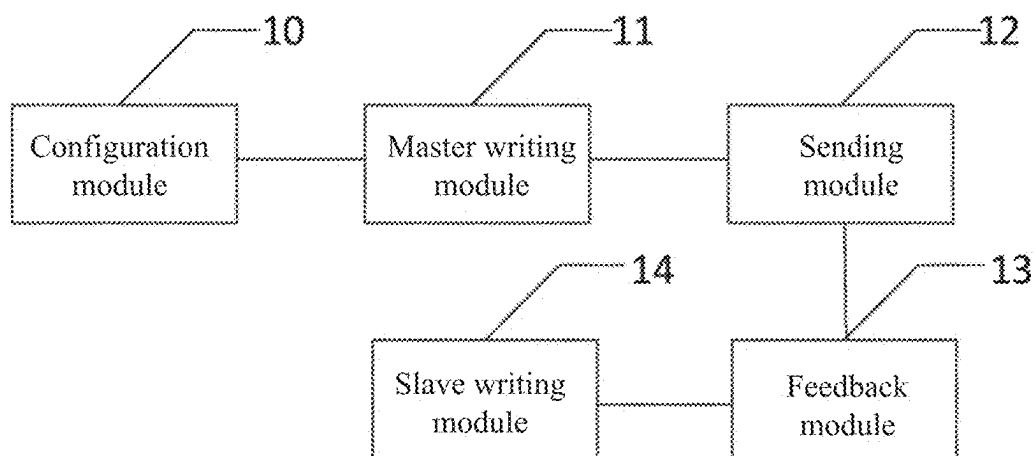 10
11
12
Configuration
module
Master writing
module
Sending
module
14
13
Slave writing
module
Feedback
module